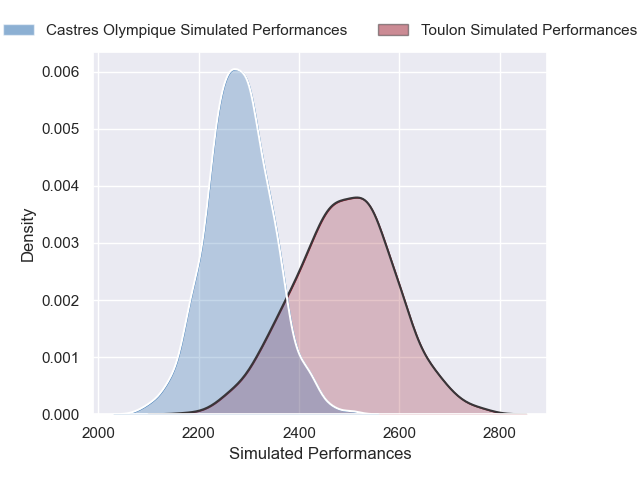 Castres Olympique Simulated Performances
Toulon Simulated Performances
0.006
0.005
0.004
0.003
0.002
0.001
0.000
Density
2000 2200 2400 2600 2800
Simulated Performances